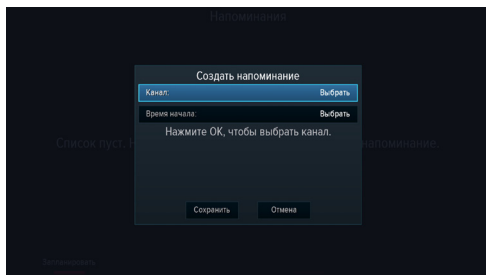 Напоминания
Создать напоминание
Канал: Выбрать
Время начала: Выбрать
Нажмите ОК, чтобы выбрать канал.
Список пуст. Н напоминание.
Сохранить Отмена